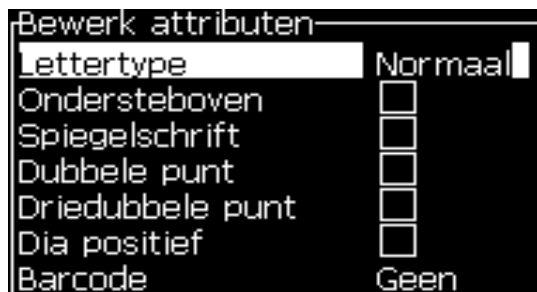 Bewerk attributen
Lettertype Normaal
Ondersteboven
Spiegelschrift
Dubbele punt
Driedubbele punt
Dia positief
Barcode Geen